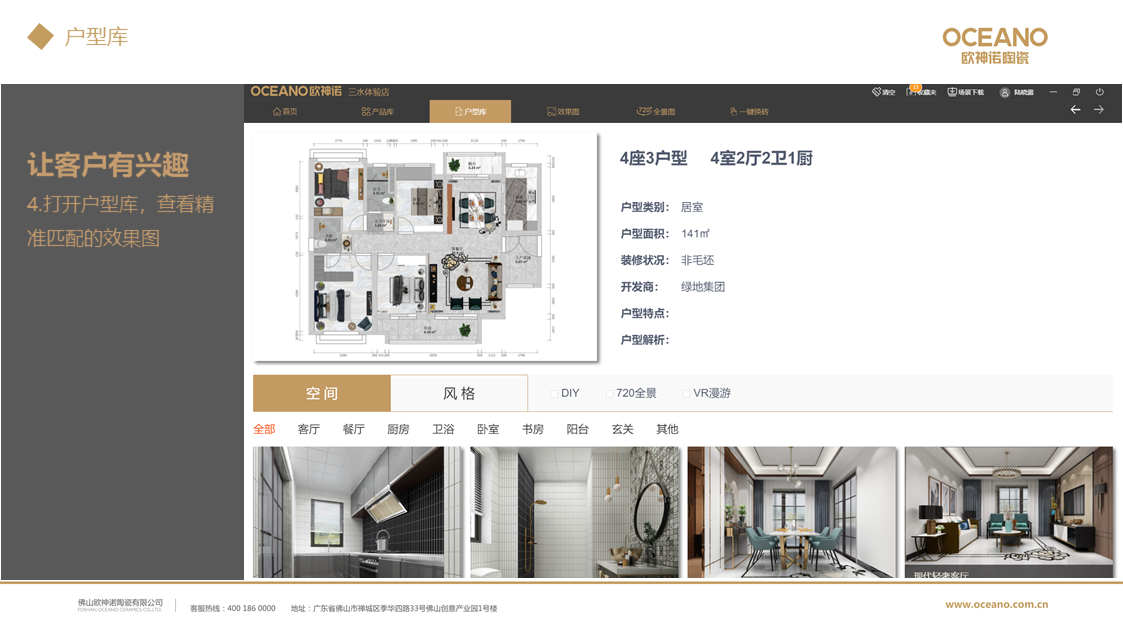 户型库
OCEANO
欧神诺陶瓷
让客户有兴趣
4.打开户型库，查看精
准匹配的效果图
OCEANO欧神诺 三水体验店
清空 收藏夹 场景下载 陆晓露
首页 产品库 户型库 效果图 720全景图 一键换砖
4座3户型 4室2厅2卫1厨
户型类别： 居室
户型面积： 141㎡
装修状况： 非毛坯
开发商： 绿地集团
户型特点：
户型解析：
空间 风格 DIY 720全景 VR漫游
全部 客厅 餐厅 厨房 卫浴 卧室 书房 阳台 玄关 其他
现代轻奢客厅
佛山欧神诺陶瓷有限公司
FOSHAN OCEANO CERAMICS CO.,LTD.
客服热线：400 186 0000 地址：广东省佛山市禅城区季华四路33号佛山创意产业园1号楼
www.oceano.com.cn